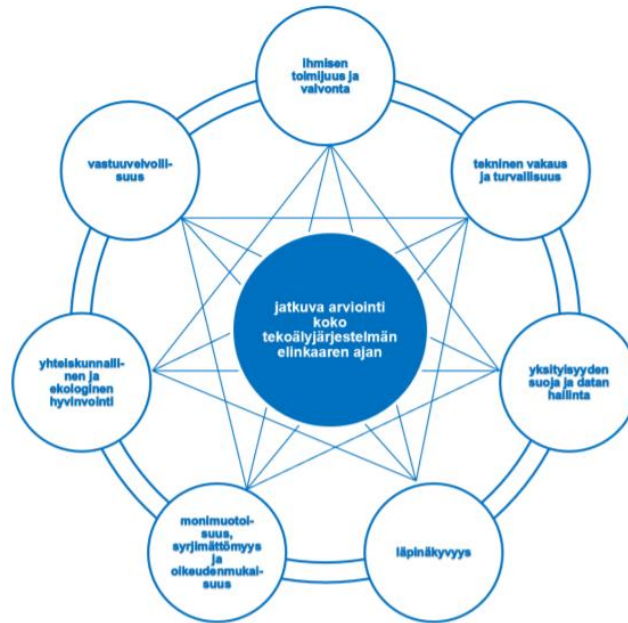 Ihmisen
toimijuus ja
valvonta
tekninen vakaus
ja turvallisuus
yksityisyyden
suoja ja datan
hallinta
läpinäkyvyys
monimuotoi-
suus,
syrjimättömyys
ja
oikeudenmukai-
suus
yhteiskunnalli-
nen ja
ekologinen
hyvinvointi
vastuuvelvolli-
suus
jatkuva arviointi
koko
tekoälyjärjestelmän
elinkaaren ajan